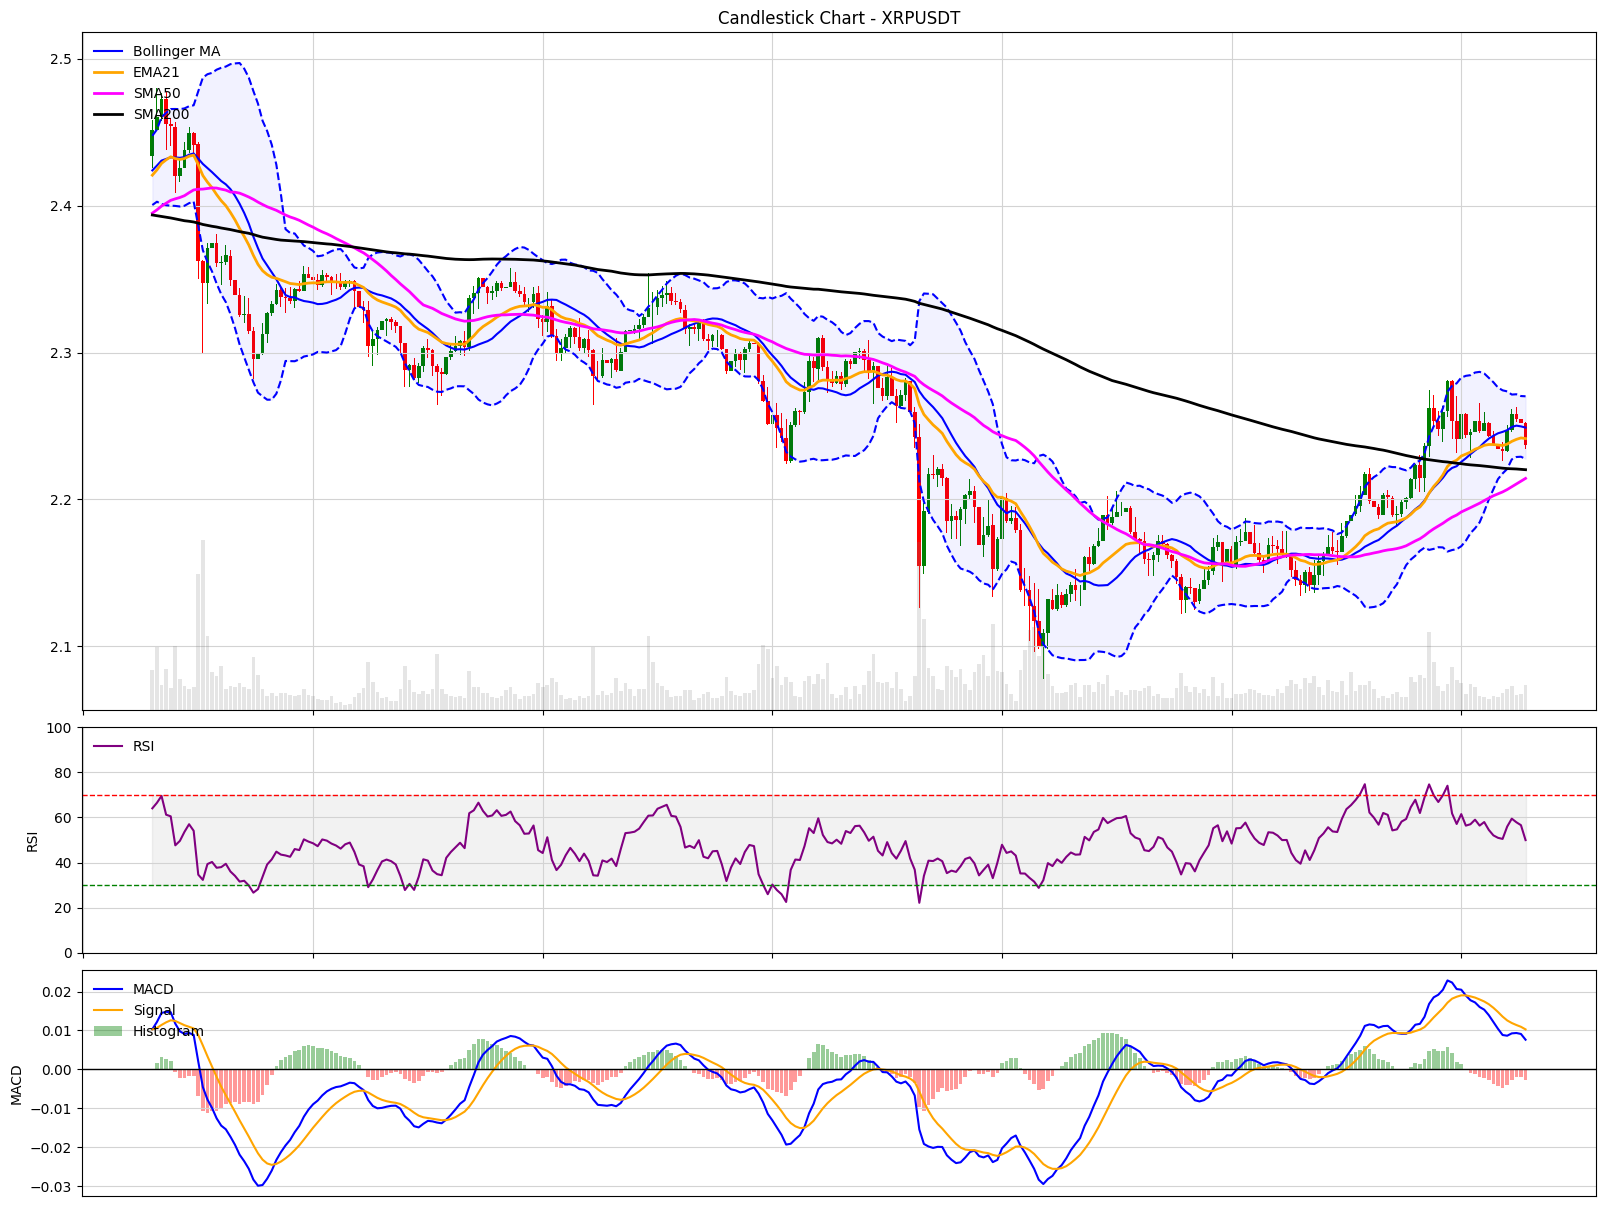 Candlestick Chart - XRPUSDT
Bollinger MA
EMA21
SMA50
SMA200
2.5
2.4
2.3
2.2
2.1
RSI
100
80
60
40
20
0
RSI
MACD
Signal
Histogram
0.02
0.01
0.00
−0.01
−0.02
−0.03
MACD